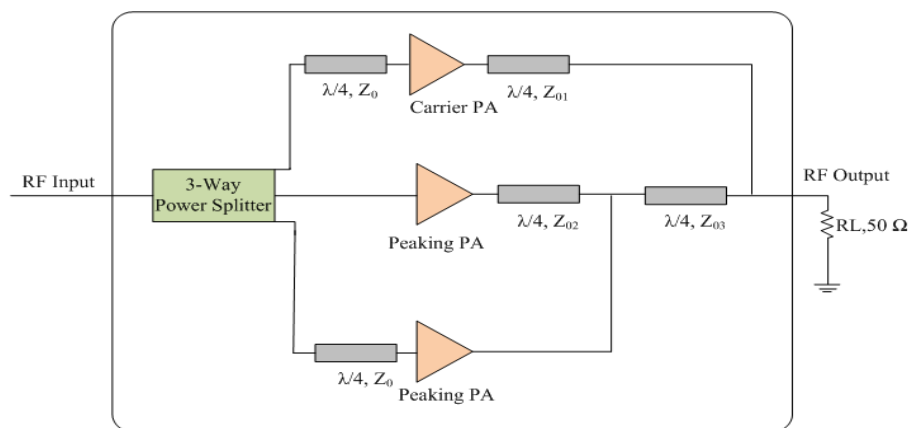 λ/4, Z₀
Carrier PA
λ/4, Z₀₁
RF Input
3-Way
Power Splitter
Peaking PA
λ/4, Z₀₂
λ/4, Z₀₃
RF Output
RL,50 Ω
λ/4, Z₀
Peaking PA